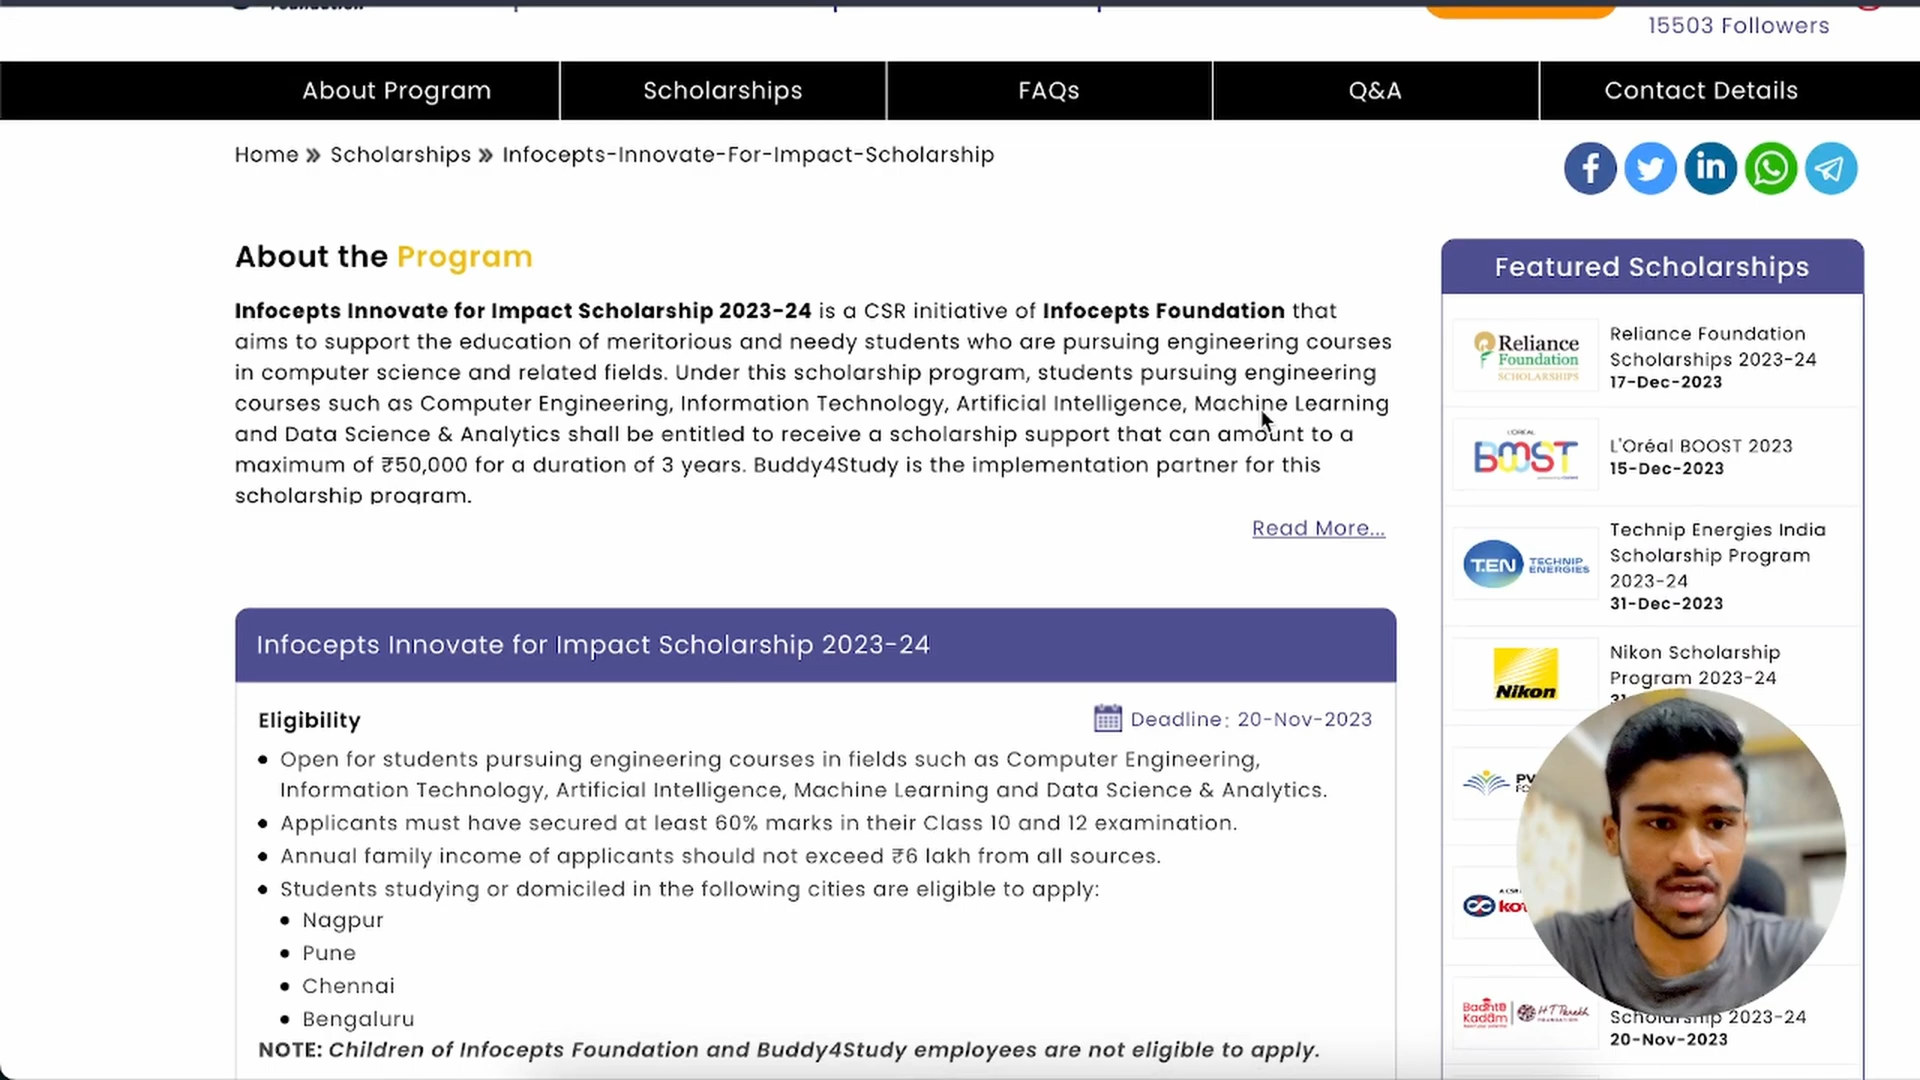 15503 Followers
About Program
Scholarships
FAQs
Q&A
Contact Details
Home » Scholarships » Infocepts-Innovate-For-Impact-Scholarship
About the Program
Infocepts Innovate for Impact Scholarship 2023-24 is a CSR initiative of Infocepts Foundation that
aims to support the education of meritorious and needy students who are pursuing engineering courses
in computer science and related fields. Under this scholarship program, students pursuing engineering
courses such as Computer Engineering, Information Technology, Artificial Intelligence, Machine Learning
and Data Science & Analytics shall be entitled to receive a scholarship support that can amount to a
maximum of ₹50,000 for a duration of 3 years. Buddy4Study is the implementation partner for this
scholarship program.
Read More...
Infocepts Innovate for Impact Scholarship 2023-24
Eligibility
Deadline: 20-Nov-2023
Open for students pursuing engineering courses in fields such as Computer Engineering,
Information Technology, Artificial Intelligence, Machine Learning and Data Science & Analytics.
Applicants must have secured at least 60% marks in their Class 10 and 12 examination.
Annual family income of applicants should not exceed ₹6 lakh from all sources.
Students studying or domiciled in the following cities are eligible to apply:
Nagpur
Pune
Chennai
Bengaluru
NOTE: Children of Infocepts Foundation and Buddy4Study employees are not eligible to apply.
Featured Scholarships
Reliance
Foundation
SCHOLARSHIPS
Reliance Foundation
Scholarships 2023-24
17-Dec-2023
L'ORÉAL
BOOST
L'Oréal BOOST 2023
15-Dec-2023
T.EN
TECHNIP
ENERGIES
Technip Energies India
Scholarship Program
2023-24
31-Dec-2023
Nikon
Nikon Scholarship
Program 2023-24
Badhte
Kadam
HT Parekh
FOUNDATION
Scholarship 2023-24
20-Nov-2023